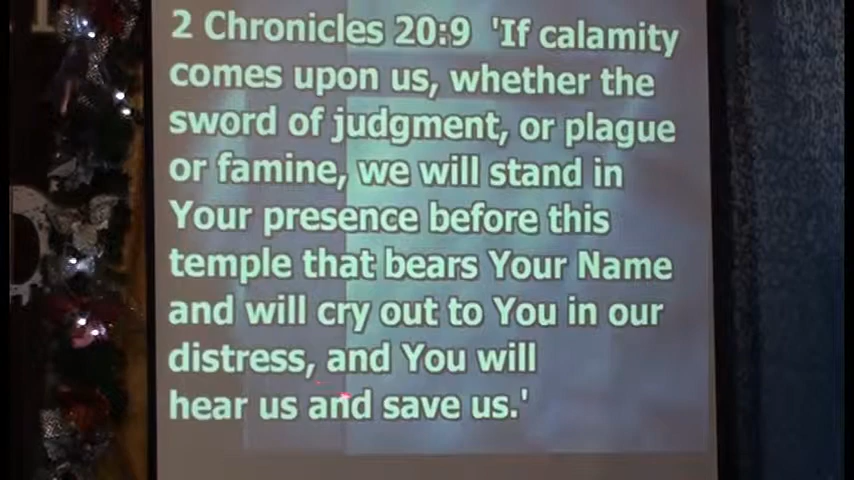 2 Chronicles 20:9 'If calamity
comes upon us, whether the
sword of judgment, or plague
or famine, we will stand in
Your presence before this
temple that bears Your Name
and will cry out to You in our
distress, and You will
hear us and save us.'